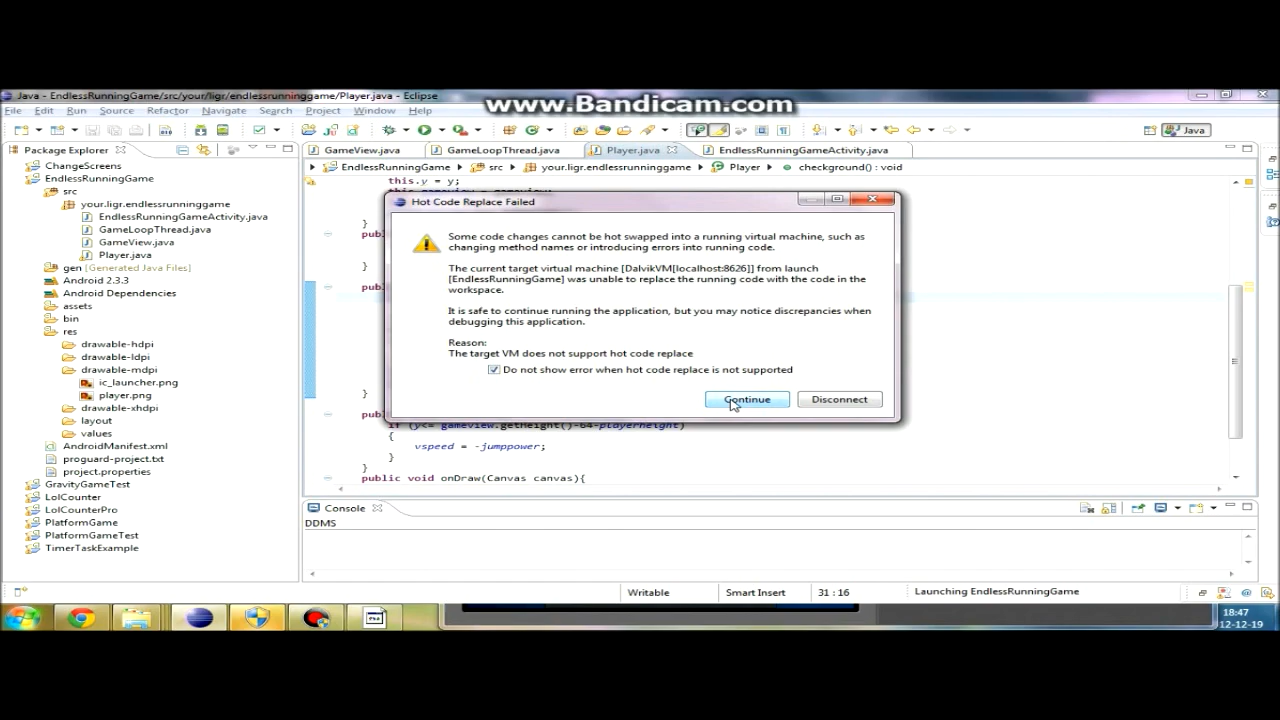 Java - EndlessRunningGame/src/your/ligr/endlessrunninggame/Player.java - Eclipse
www.Bandicam.com
File Edit Run Source Refactor Navigate Search Project Window Help
Java
Package Explorer
GameView.java GameLoopThread.java Player.java EndlessRunningGameActivity.java
EndlessRunningGame src your.ligr.endlessrunninggame Player checkground() : void
ChangeScreens
EndlessRunningGame
src
your.ligr.endlessrunninggame
EndlessRunningGameActivity.java
GameLoopThread.java
GameView.java
Player.java
gen [Generated Java Files]
Android 2.3.3
Android Dependencies
assets
bin
res
drawable-hdpi
drawable-ldpi
drawable-mdpi
ic_launcher.png
player.png
drawable-xhdpi
layout
values
AndroidManifest.xml
proguard-project.txt
project.properties
GravityGameTest
LolCounter
LolCounterPro
PlatformGame
PlatformGameTest
TimerTaskExample
this.y = y;
}
}
}
if (y<= gameview.getHeight()-64-playerheight)
{
vspeed = -jumppower;
}
}
public void onDraw(Canvas canvas){
Hot Code Replace Failed
Some code changes cannot be hot swapped into a running virtual machine, such as
changing method names or introducing errors into running code.
The current target virtual machine [DalvikVM[localhost:8626]] from launch
[EndlessRunningGame] was unable to replace the running code with the code in the
workspace.
It is safe to continue running the application, but you may notice discrepancies when
debugging this application.
Reason:
The target VM does not support hot code replace
Do not show error when hot code replace is not supported
Continue Disconnect
Console
DDMS
Writable Smart Insert 31 : 16 Launching EndlessRunningGame
18:47
12-12-19